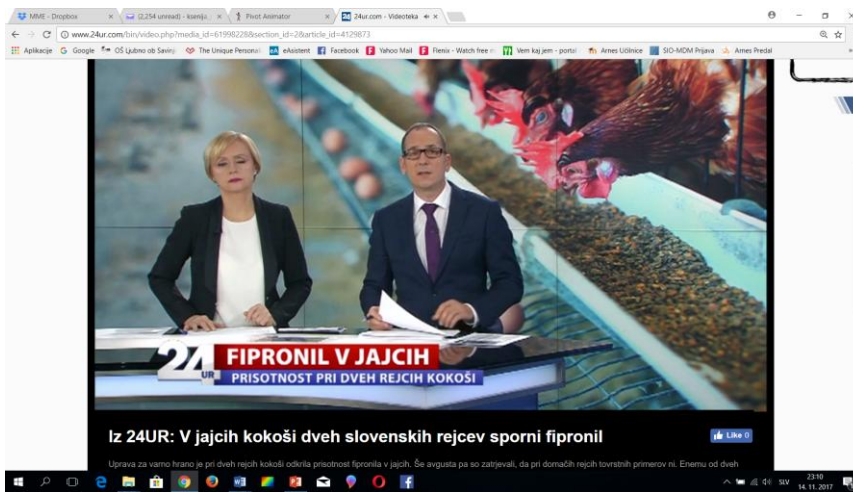 MME - Dropbox
(2,254 unread) - ksenija_
Pivot Animator
24ur.com - Videoteka
www.24ur.com/bin/video.php?media_id=61998228&section_id=2&article_id=4129873
Aplikacije Google OŠ Ljubno ob Savinji The Unique Personal eAsistent Facebook Yahoo Mail Flenix - Watch free m Vem kaj jem - portal Arnes Učilnice SIO-MDM Prijava Arnes Predal
24 UR
FIPRONIL V JAJCIH
PRISOTNOST PRI DVEH REJCIH KOKOŠI
Iz 24UR: V jajcih kokoši dveh slovenskih rejcev sporni fipronil
Like 0
Uprava za varno hrano je pri dveh rejcih kokoši odkrila prisotnost fipronila v jajcih. Še avgusta pa so zatrjevali, da pri domačih rejcih tovrstnih primerov ni. Enemu od dveh
SLV
23:10
14. 11. 2017